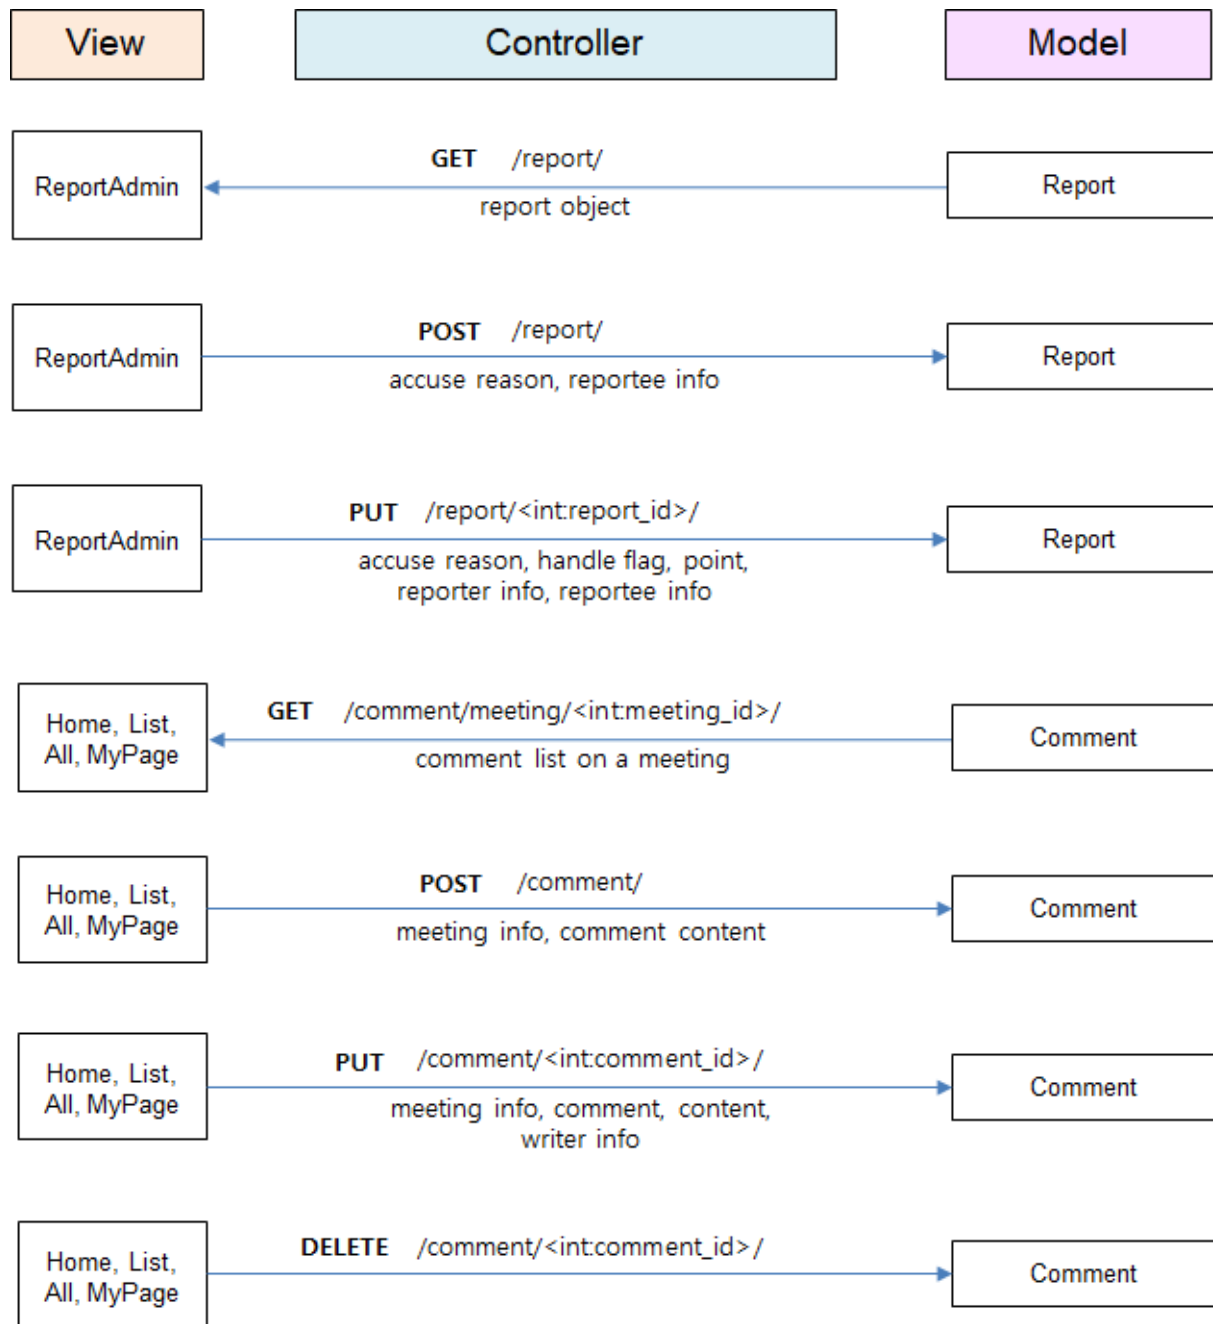 View Controller Model
GET /report/
ReportAdmin Report
report object
POST /report/
ReportAdmin Report
accuse reason, reportee info
PUT /report/<int:report_id>/
ReportAdmin Report
accuse reason, handle flag, point,
reporter info, reportee info
GET /comment/meeting/<int:meeting_id>/
Home, List,
All, MyPage
Comment
comment list on a meeting
POST /comment/
Home, List,
All, MyPage
Comment
meeting info, comment content
PUT /comment/<int:comment_id>/
Home, List,
All, MyPage
Comment
meeting info, comment, content,
writer info
DELETE /comment/<int:comment_id>/
Home, List,
All, MyPage
Comment